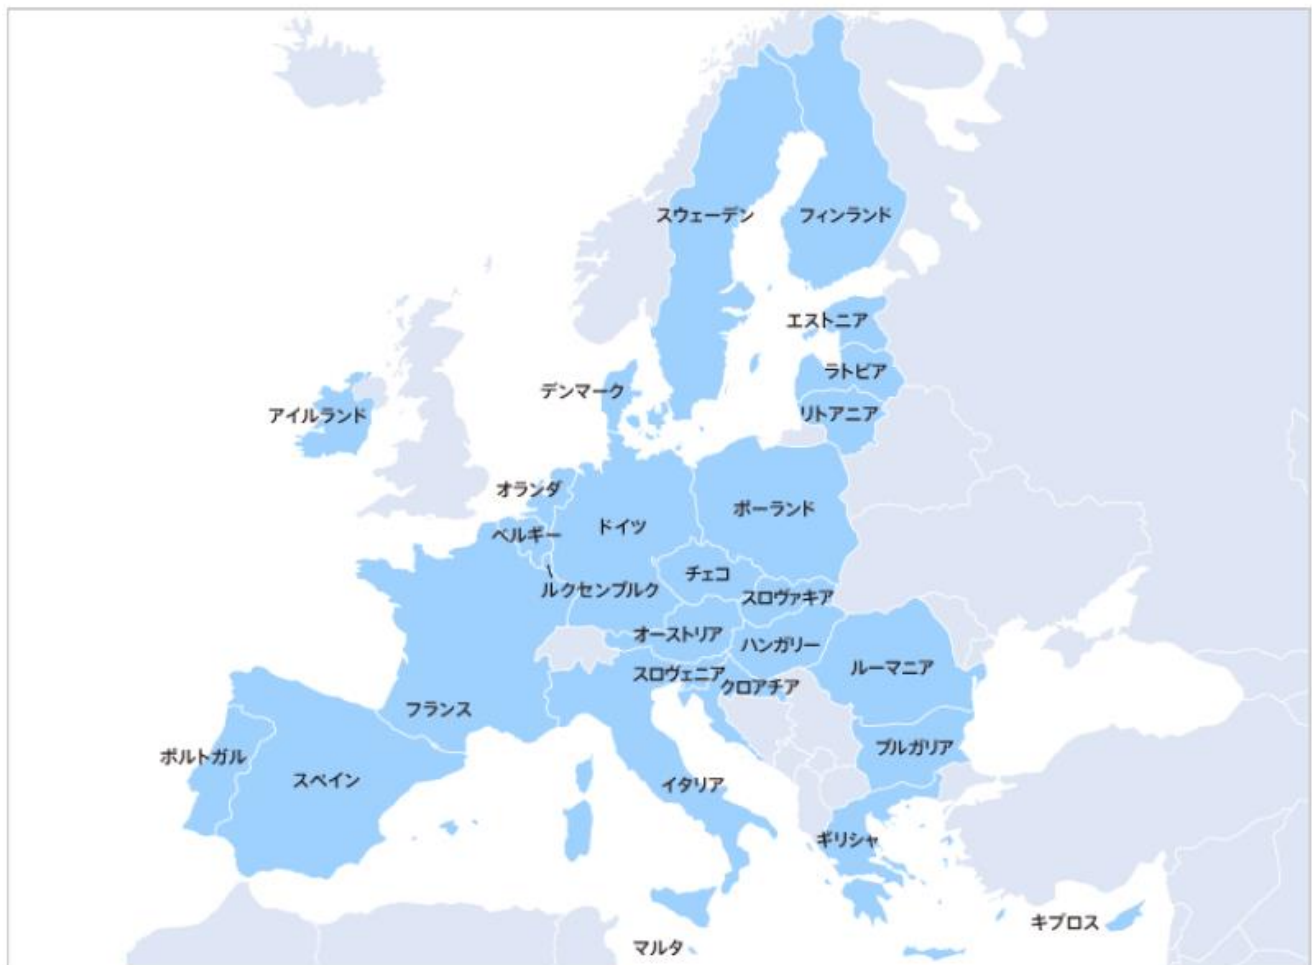 スウェーデン
フィンランド
エストニア
ラトビア
デンマーク
リトアニア
アイルランド
オランダ
ポーランド
ドイツ
ベルギー
チェコ
ルクセンブルク
スロヴァキア
オーストリア
ハンガリー
ルーマニア
スロヴェニア
クロアチア
フランス
ブルガリア
ポルトガル
スペイン
イタリア
ギリシャ
キプロス
マルタ